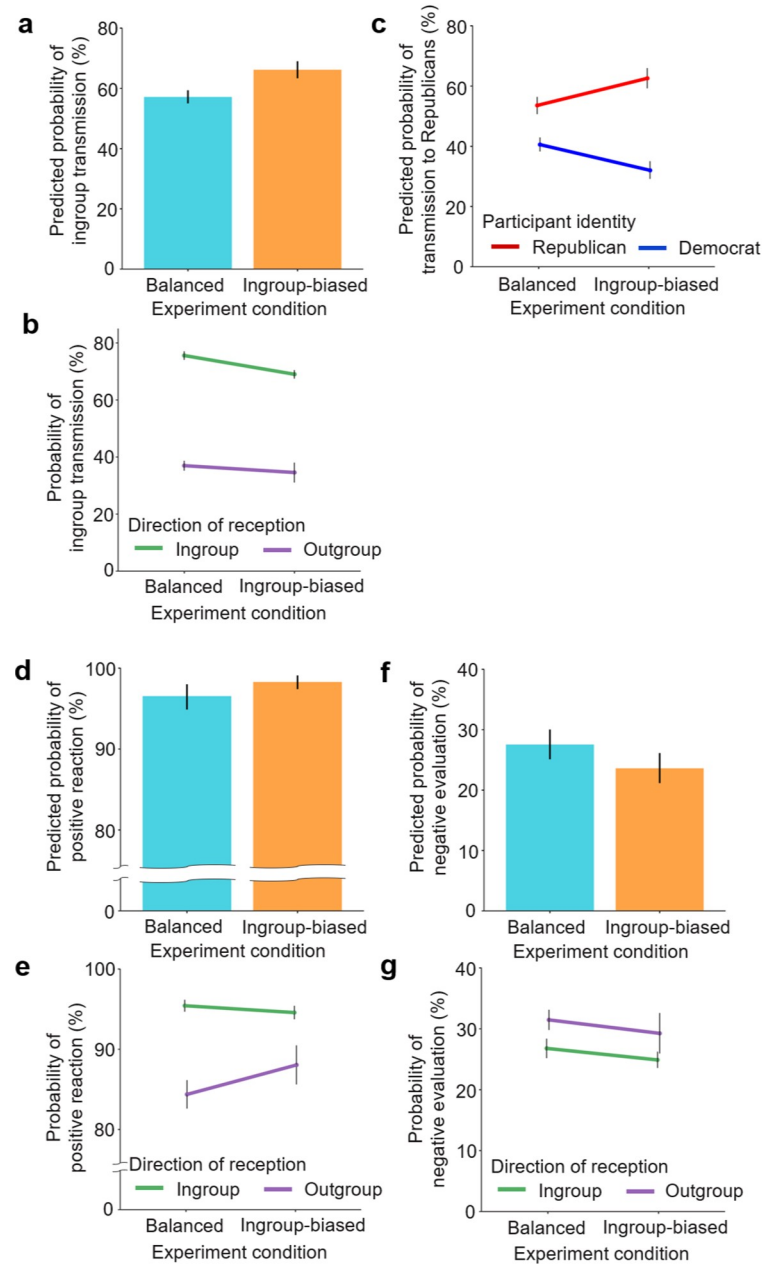 a
Predicted probability of
ingroup transmission (%)
80
60
40
20
0
Balanced
Ingroup-biased
Experiment condition
c
Predicted probability of
transmission to Republicans (%)
80
60
40
20
0
Participant identity
Republican
Democrat
Balanced
Ingroup-biased
Experiment condition
b
Probability of
ingroup transmission (%)
80
60
40
20
0
Direction of reception
Ingroup
Outgroup
Balanced
Ingroup-biased
Experiment condition
d
Predicted probability of
positive reaction (%)
100
90
80
0
Balanced
Ingroup-biased
Experiment condition
f
Predicted probability of
negative evaluation (%)
40
30
20
10
0
Balanced
Ingroup-biased
Experiment condition
e
Probability of
positive reaction (%)
100
90
80
0
Direction of reception
Ingroup
Outgroup
Balanced
Ingroup-biased
Experiment condition
g
Probability of
negative evaluation (%)
40
30
20
10
0
Direction of reception
Ingroup
Outgroup
Balanced
Ingroup-biased
Experiment condition